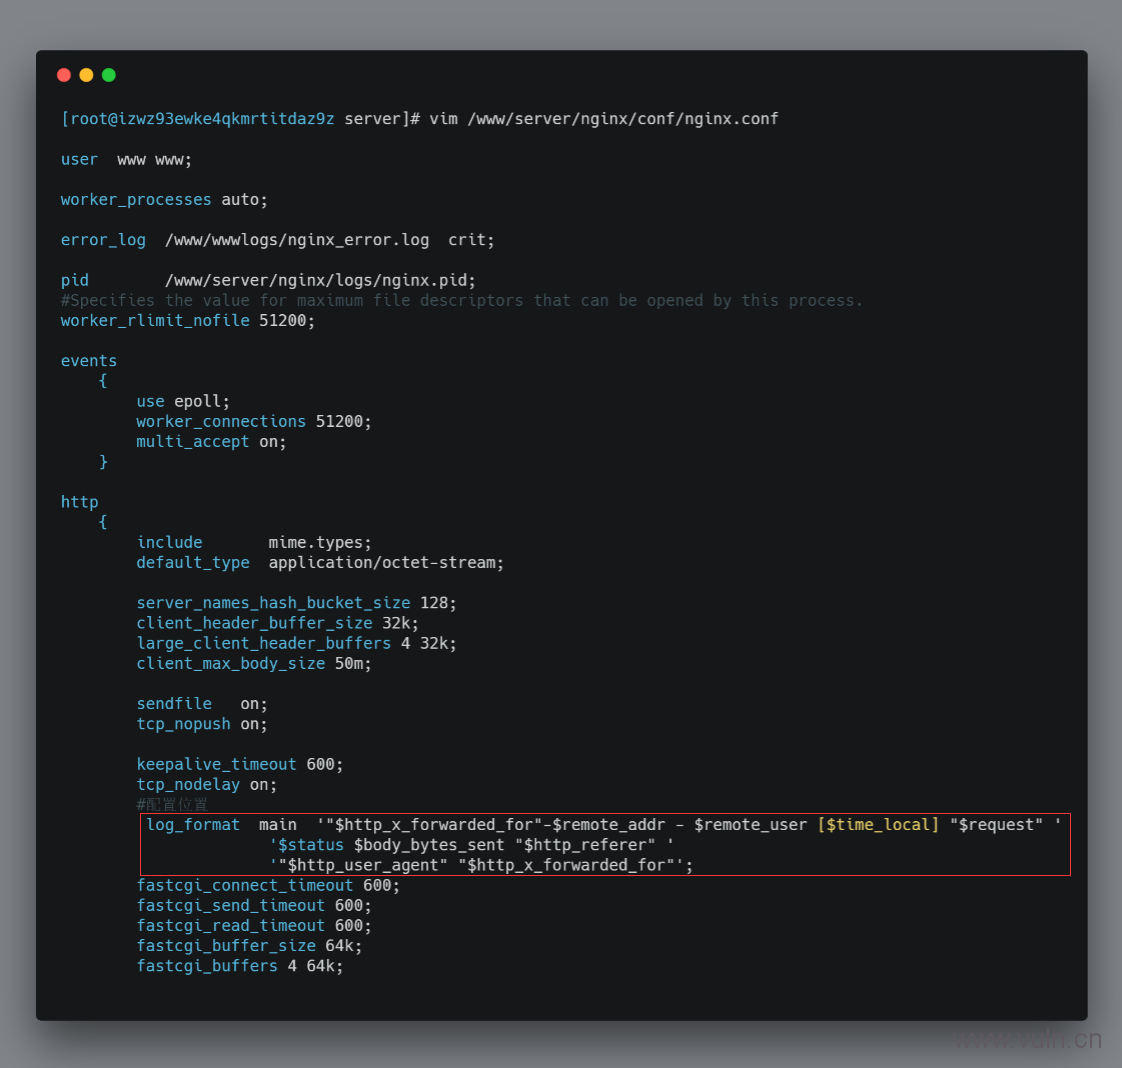 [root@izwz93ewke4qkmrtitdaz9z server]# vim /www/server/nginx/conf/nginx.conf
user  www www;
worker_processes auto;
error_log  /www/wwwlogs/nginx_error.log  crit;
pid        /www/server/nginx/logs/nginx.pid;
#Specifies the value for maximum file descriptors that can be opened by this process.
worker_rlimit_nofile 51200;
events
    {
        use epoll;
        worker_connections 51200;
        multi_accept on;
    }
http
    {
        include       mime.types;
        default_type  application/octet-stream;
        server_names_hash_bucket_size 128;
        client_header_buffer_size 32k;
        large_client_header_buffers 4 32k;
        client_max_body_size 50m;
        sendfile   on;
        tcp_nopush on;
        keepalive_timeout 600;
        tcp_nodelay on;
        #配置位置
         log_format  main  '"$http_x_forwarded_for"-$remote_addr - $remote_user [$time_local] "$request" '
                      '$status $body_bytes_sent "$http_referer" '
                      '"$http_user_agent" "$http_x_forwarded_for"';
        fastcgi_connect_timeout 600;
        fastcgi_send_timeout 600;
        fastcgi_read_timeout 600;
        fastcgi_buffer_size 64k;
        fastcgi_buffers 4 64k;